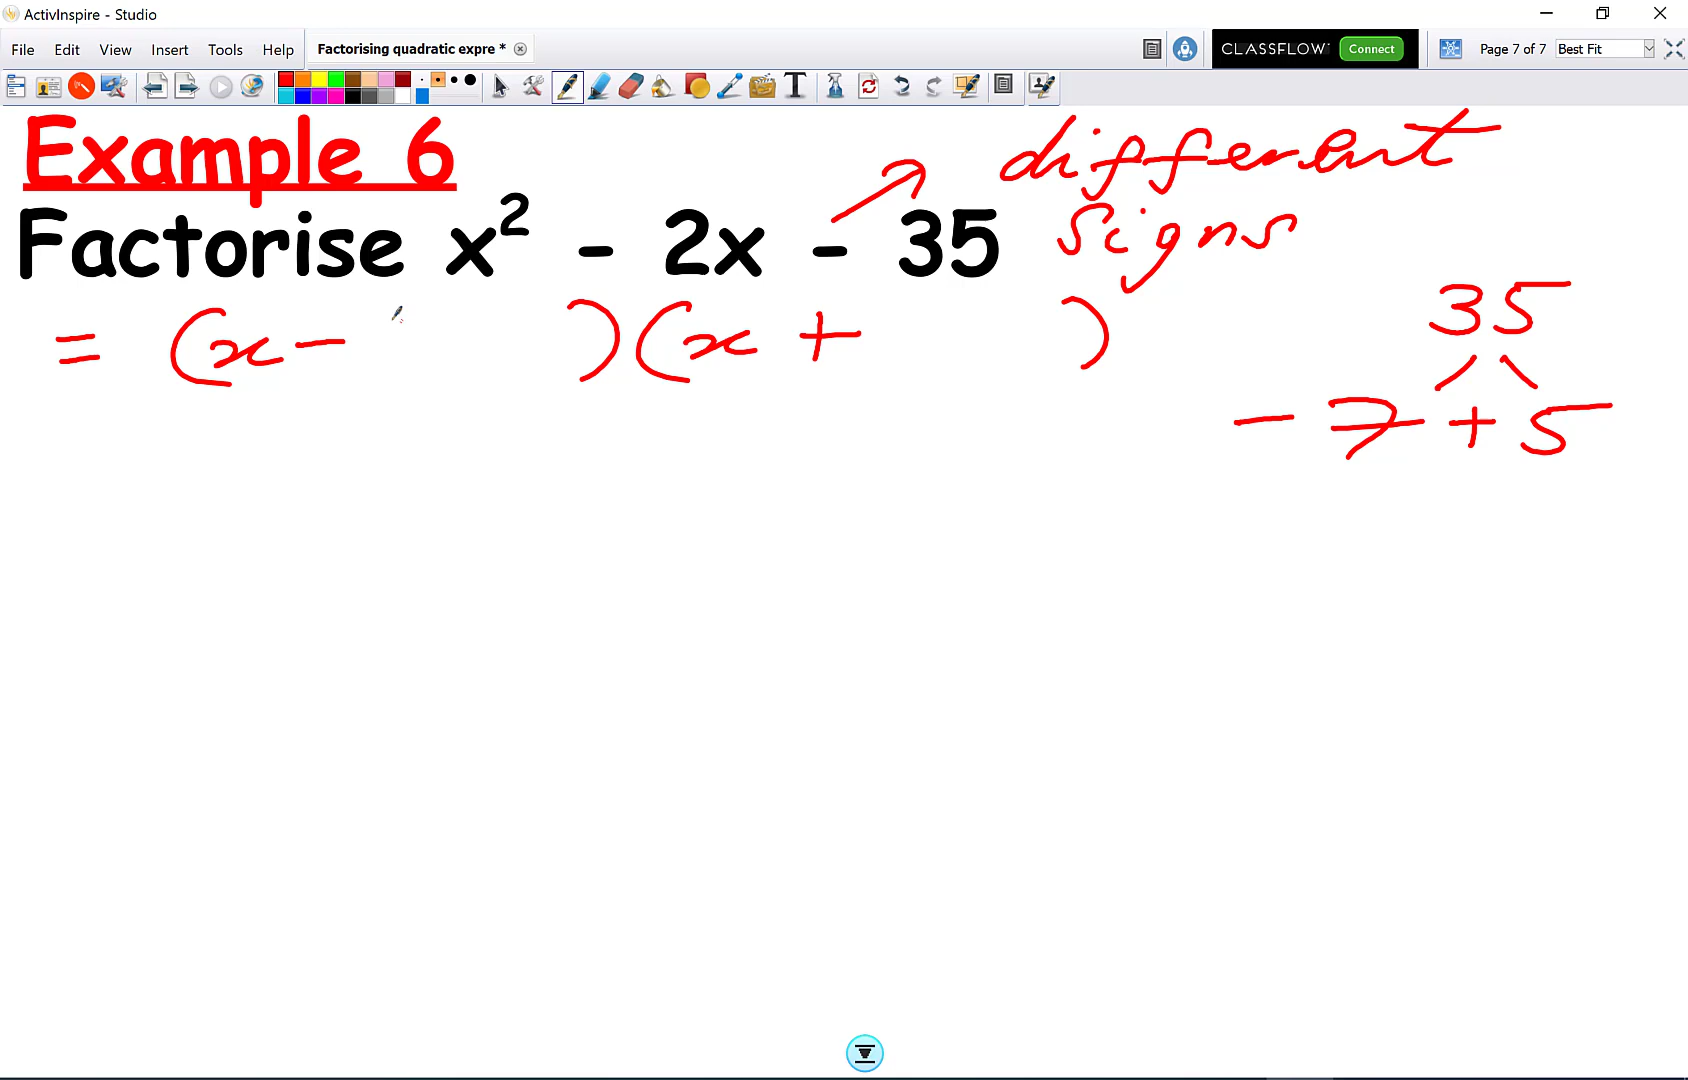 ActivInspire - Studio
File Edit View Insert Tools Help Factorising quadratic expre * CLASSFLOW Connect Page 7 of 7 Best Fit
Example 6
different
Factorise x² - 2x - 35
signs
= (x - )(x + )
35
- 7 + 5